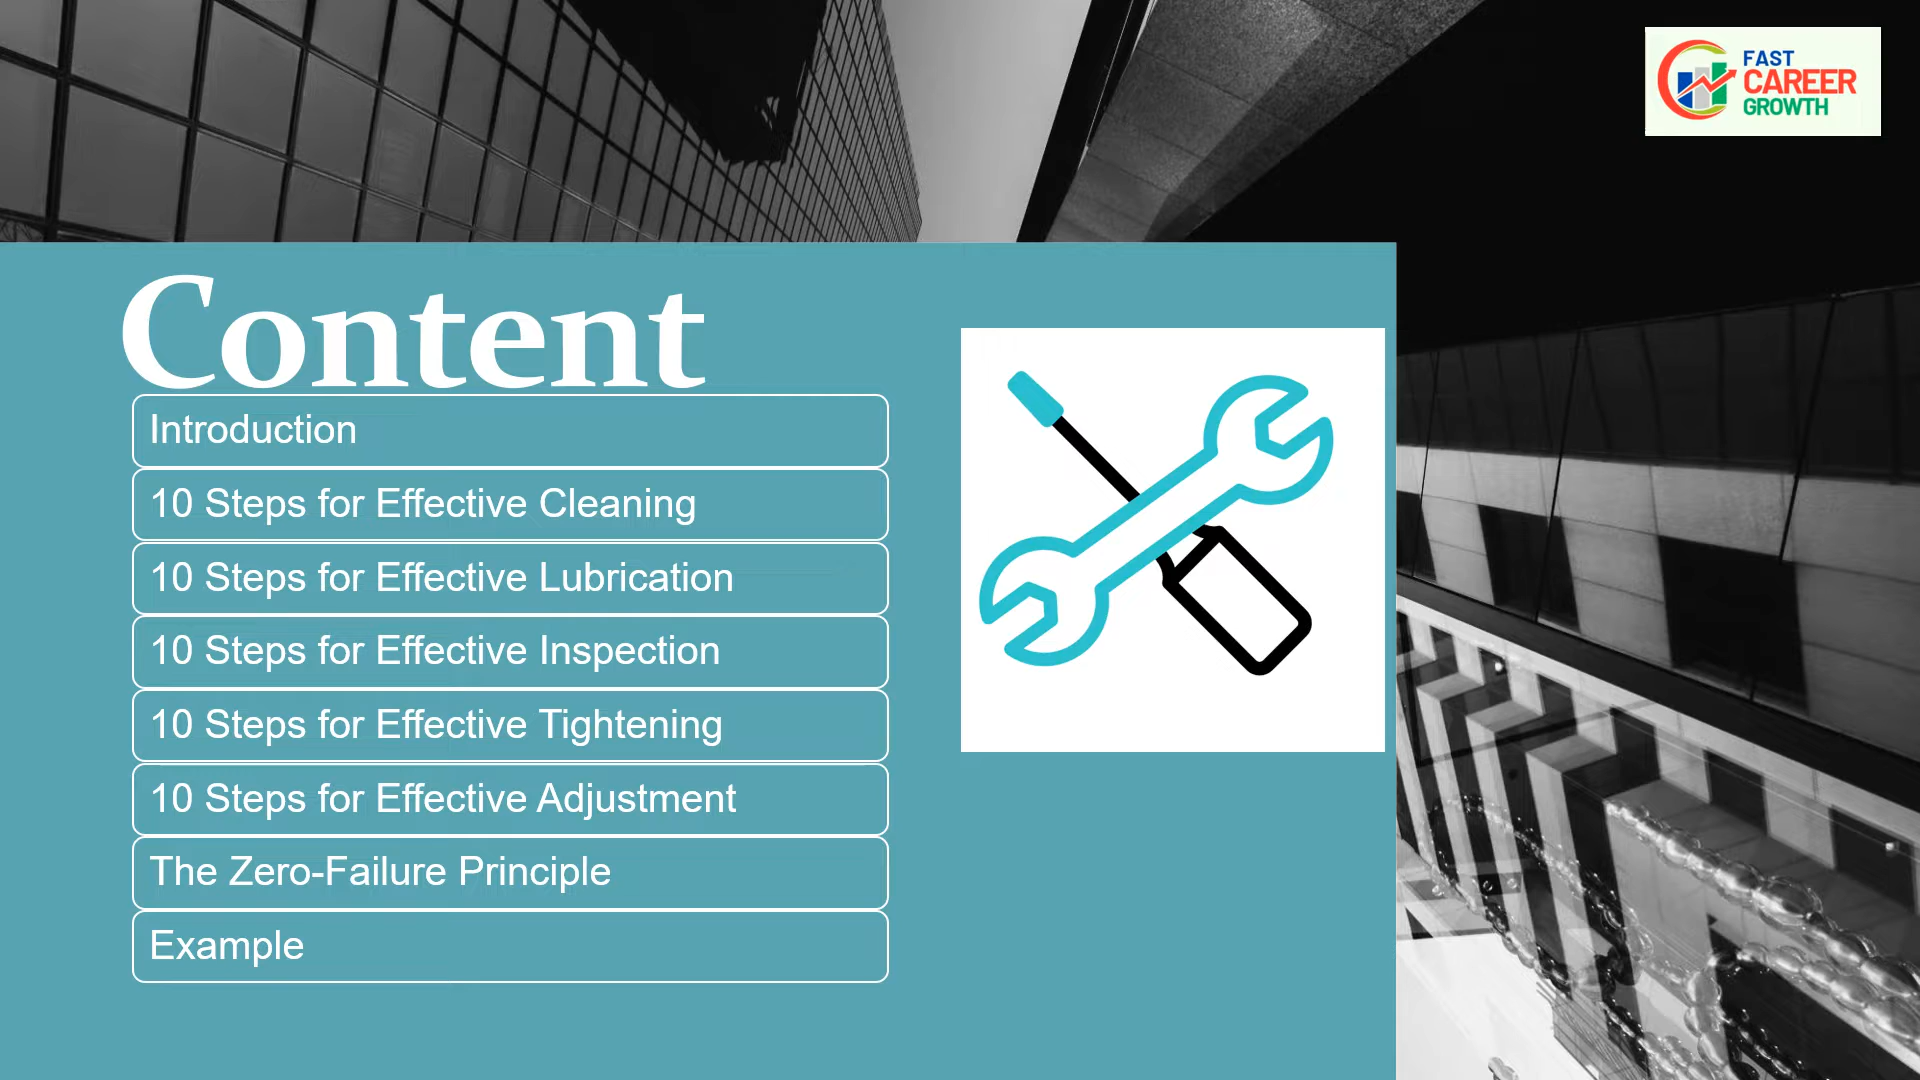 FAST
CAREER
GROWTH
Content
Introduction
10 Steps for Effective Cleaning
10 Steps for Effective Lubrication
10 Steps for Effective Inspection
10 Steps for Effective Tightening
10 Steps for Effective Adjustment
The Zero-Failure Principle
Example